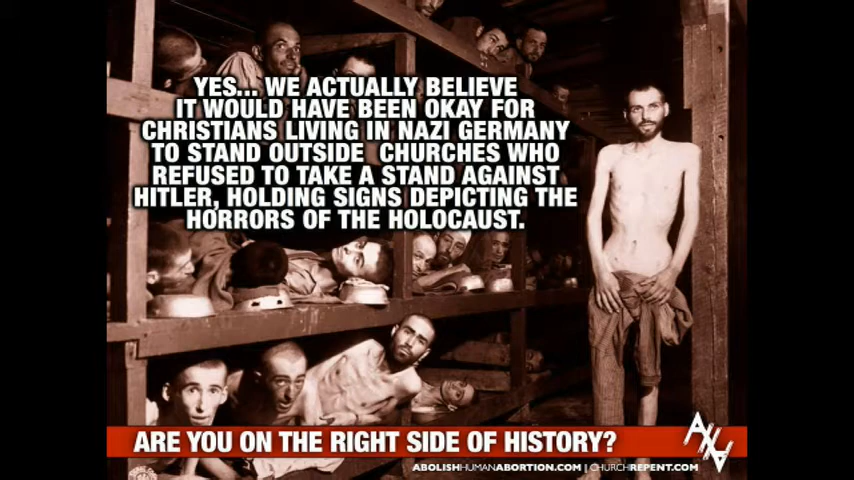 YES... WE ACTUALLY BELIEVE
IT WOULD HAVE BEEN OKAY FOR
CHRISTIANS LIVING IN NAZI GERMANY
TO STAND OUTSIDE CHURCHES WHO
REFUSED TO TAKE A STAND AGAINST
HITLER, HOLDING SIGNS DEPICTING THE
HORRORS OF THE HOLOCAUST.
ARE YOU ON THE RIGHT SIDE OF HISTORY?
AHA
ABOLISHHUMANABORTION.COM | CHURCHREPENT.COM